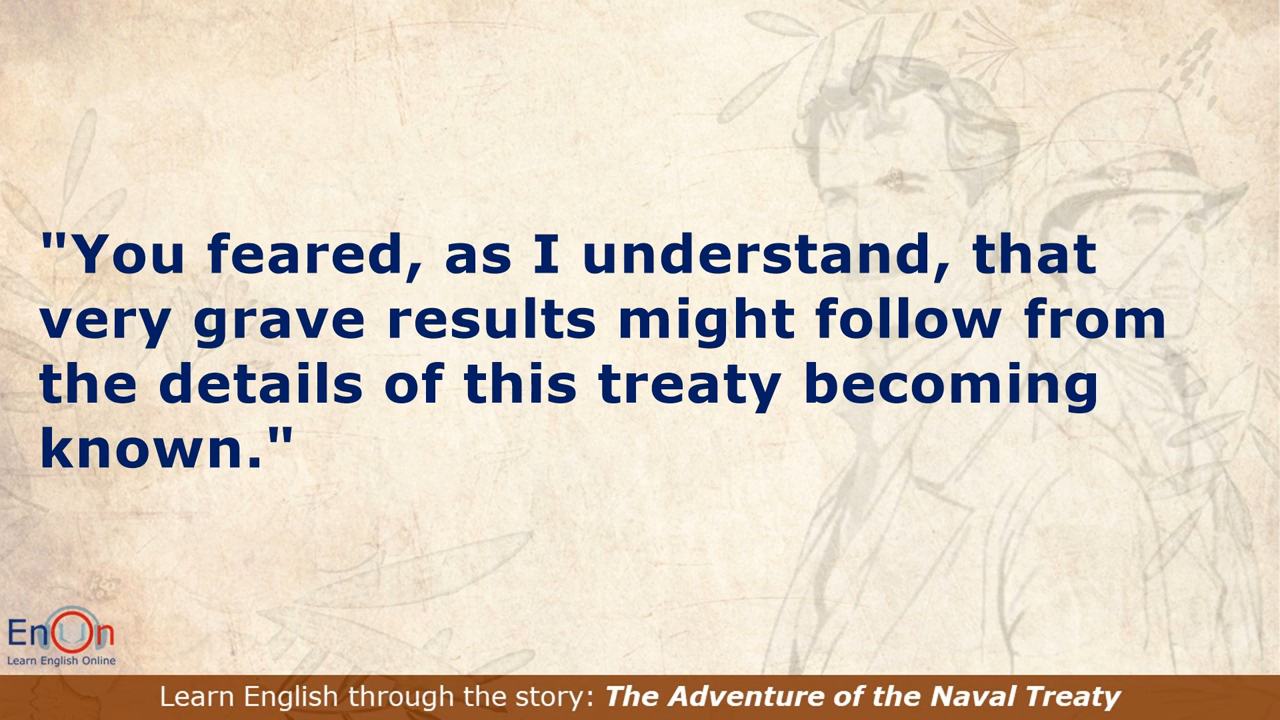 "You feared, as I understand, that
very grave results might follow from
the details of this treaty becoming
known."
EnOn
Learn English Online
Learn English through the story: The Adventure of the Naval Treaty